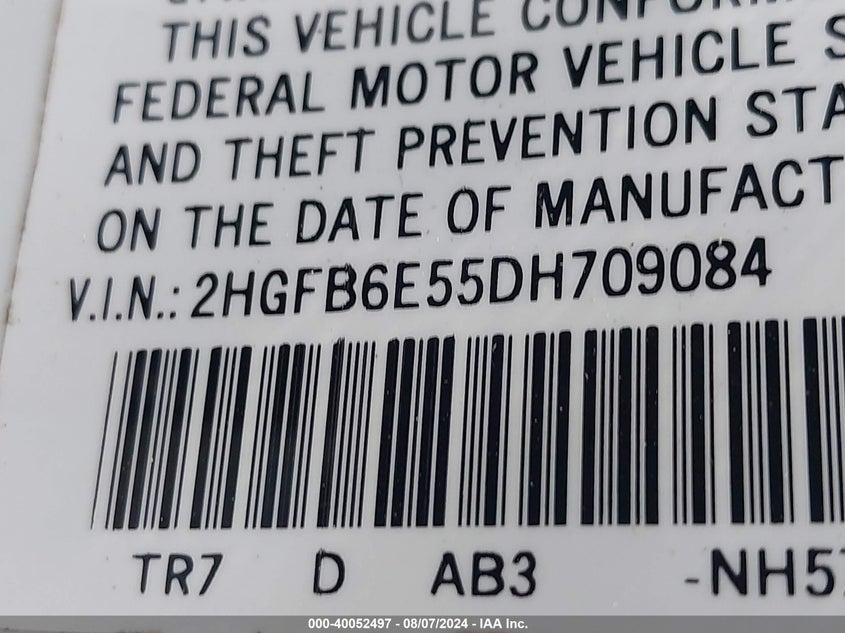 THIS VEHICLE
FEDERAL MOTOR VEHICLE
AND THEFT PREVENTION STA
ON THE DATE OF MANUFACT
V.I.N.: 2HGFB6E55DH709084
TR7 D AB3 -NH5
000-40052497 - 08/07/2024 - IAA Inc.